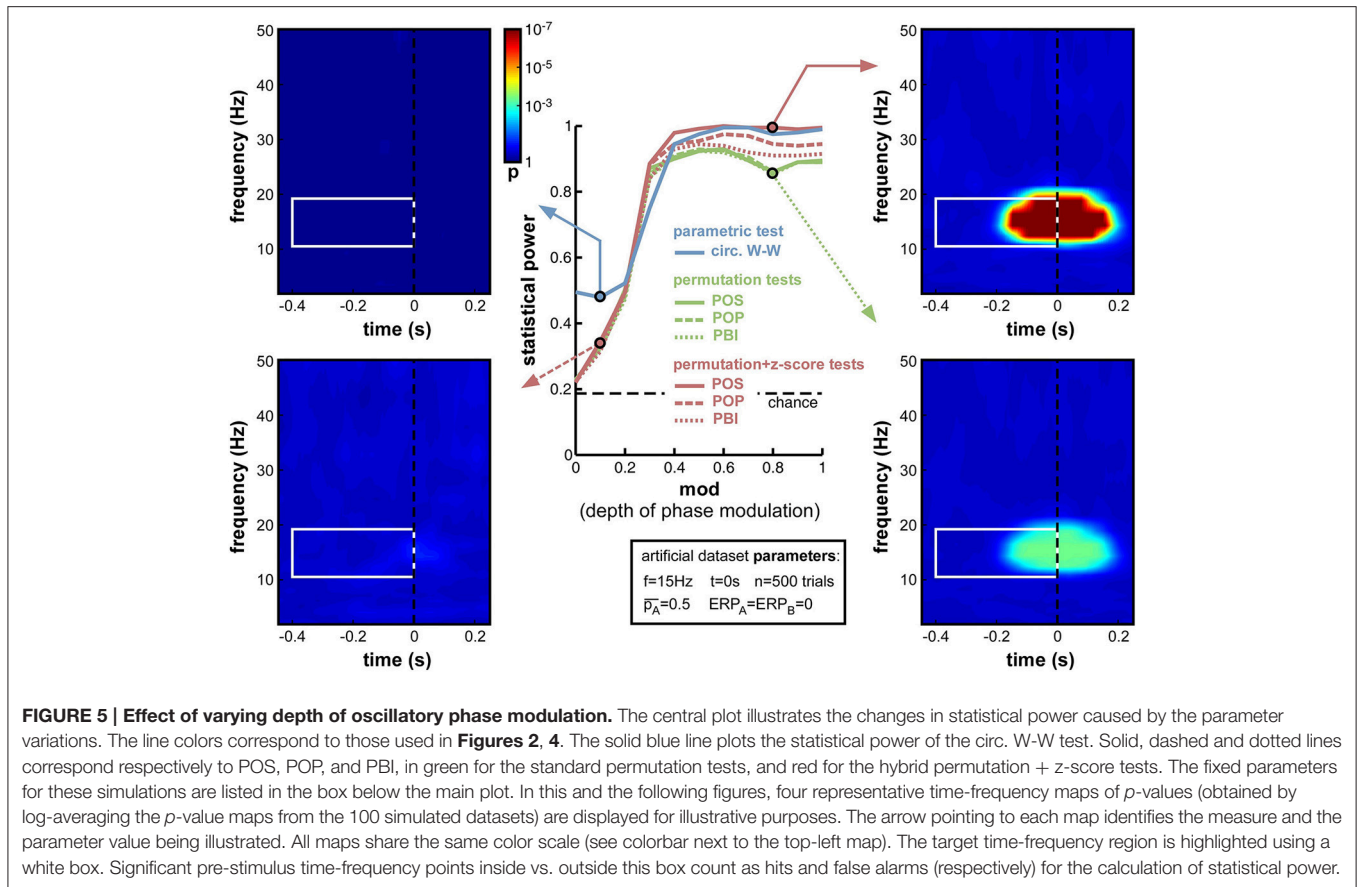 50
40
30
20
10
frequency (Hz)
-0.4 -0.2 0 0.2
time (s)
10-7
10-5
10-3
1
p
1
0.8
0.6
0.4
0.2
0
statistical power
parametric test
circ. W-W
permutation tests
POS
POP
PBI
permutation+z-score tests
POS
POP
PBI
chance
0 0.2 0.4 0.6 0.8 1
mod
(depth of phase modulation)
artificial dataset parameters:
f=15Hz t=0s n=500 trials
p̅A=0.5 ERPA=ERPB=0
50
40
30
20
10
frequency (Hz)
-0.4 -0.2 0 0.2
time (s)
50
40
30
20
10
frequency (Hz)
-0.4 -0.2 0 0.2
time (s)
50
40
30
20
10
frequency (Hz)
-0.4 -0.2 0 0.2
time (s)
FIGURE 5 | Effect of varying depth of oscillatory phase modulation. The central plot illustrates the changes in statistical power caused by the parameter
variations. The line colors correspond to those used in Figures 2, 4. The solid blue line plots the statistical power of the circ. W-W test. Solid, dashed and dotted lines
correspond respectively to POS, POP, and PBI, in green for the standard permutation tests, and red for the hybrid permutation + z-score tests. The fixed parameters
for these simulations are listed in the box below the main plot. In this and the following figures, four representative time-frequency maps of p-values (obtained by
log-averaging the p-value maps from the 100 simulated datasets) are displayed for illustrative purposes. The arrow pointing to each map identifies the measure and the
parameter value being illustrated. All maps share the same color scale (see colorbar next to the top-left map). The target time-frequency region is highlighted using a
white box. Significant pre-stimulus time-frequency points inside vs. outside this box count as hits and false alarms (respectively) for the calculation of statistical power.